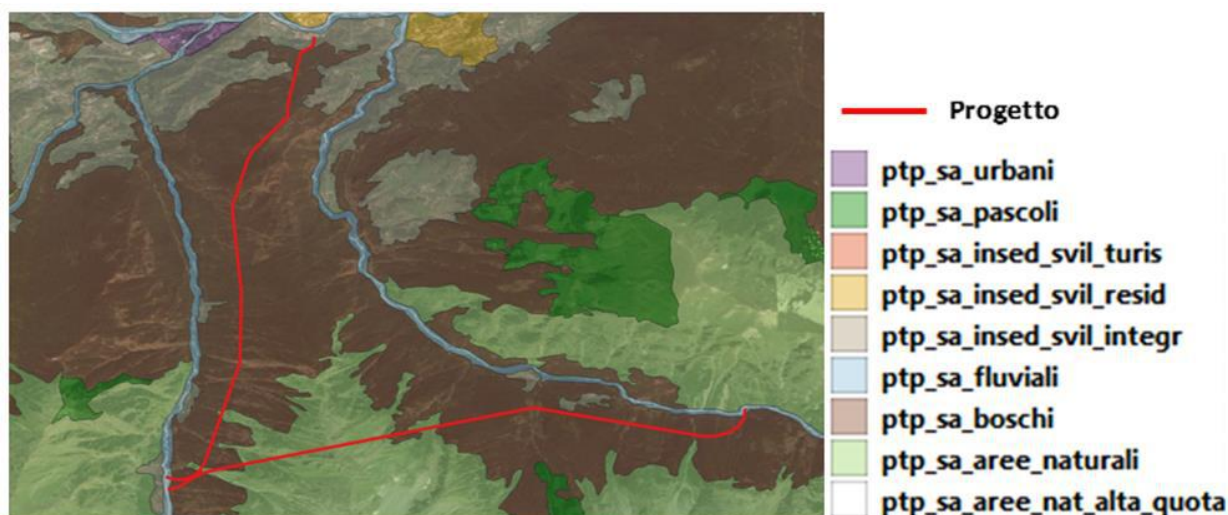 Progetto
ptp_sa_urbani
ptp_sa_pascoli
ptp_sa_insed_svil_turis
ptp_sa_insed_svil_resid
ptp_sa_insed_svil_integr
ptp_sa_fluviali
ptp_sa_boschi
ptp_sa_aree_naturali
ptp_sa_aree_nat_alta_quota